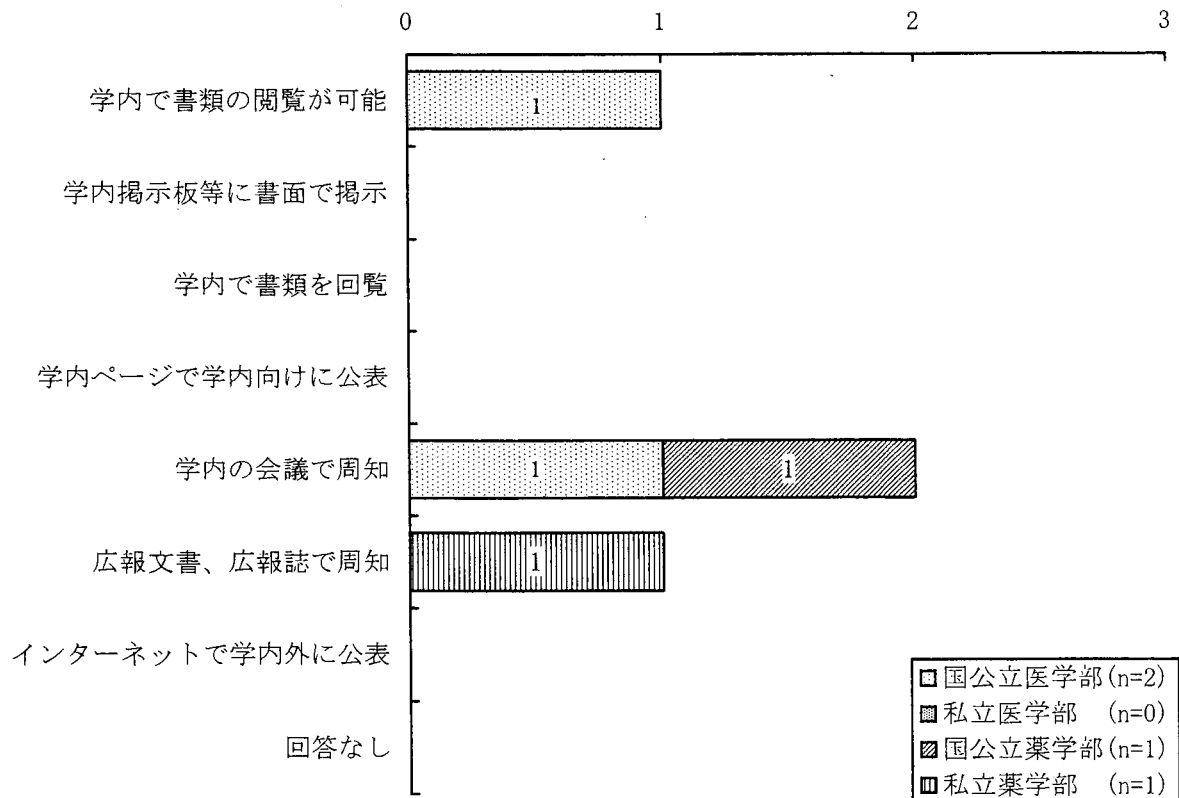 0 1 2 3
学内で書類の閲覧が可能
1
学内掲示板等に書面で掲示
学内で書類を回覧
学内ページで学内向けに公表
学内の会議で周知
1 1
広報文書、広報誌で周知
1
インターネットで学内外に公表
回答なし
国公立医学部(n=2)
私立医学部 (n=0)
国公立薬学部(n=1)
私立薬学部 (n=1)